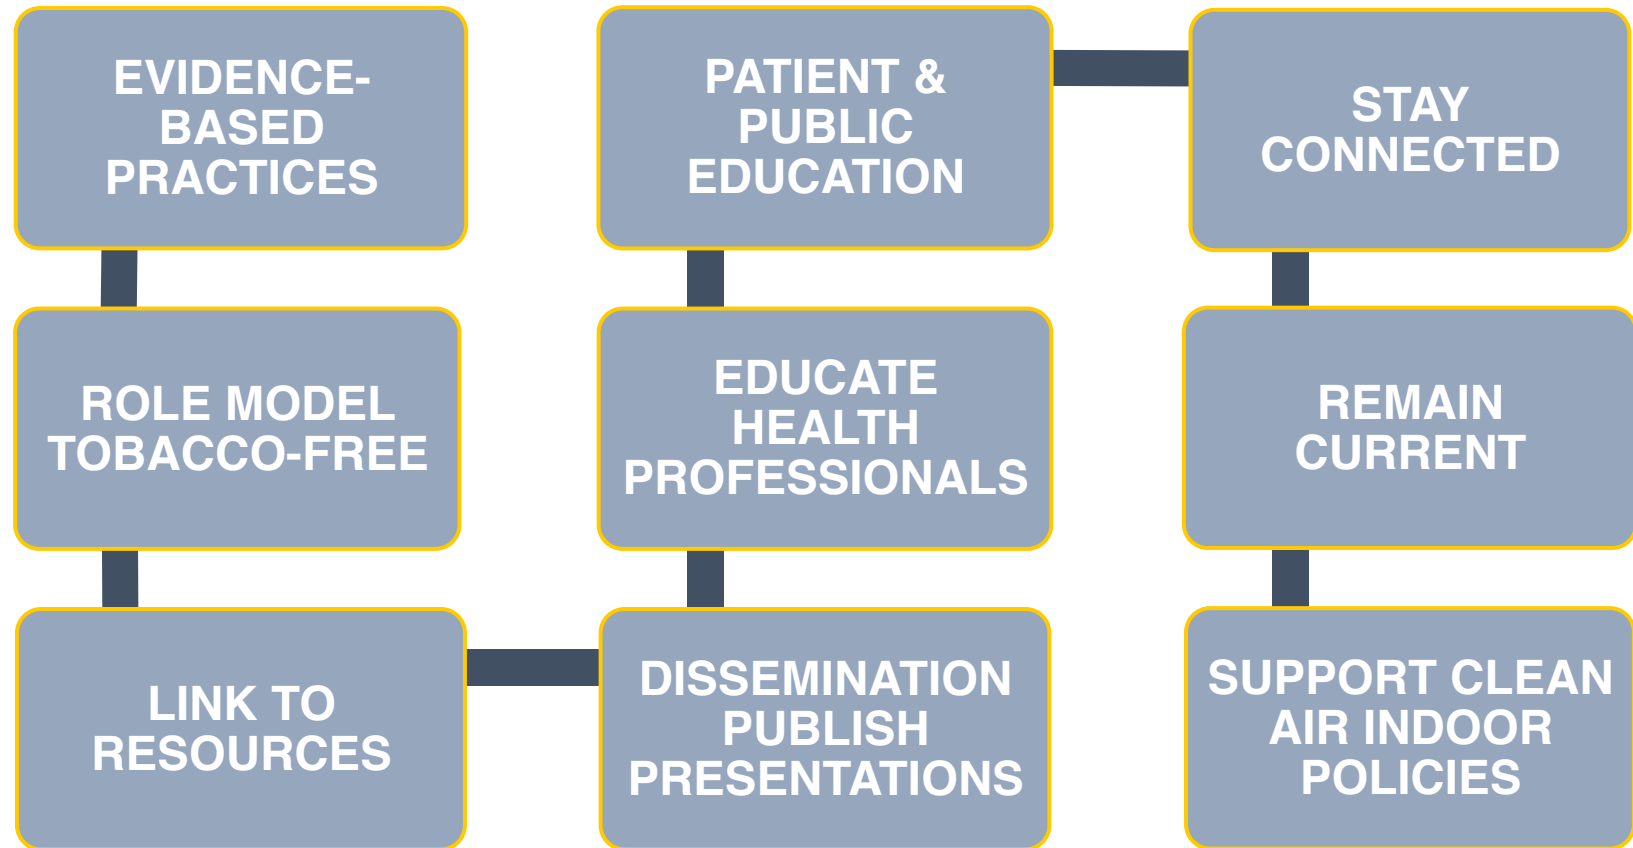 EVIDENCE-
BASED
PRACTICES
ROLE MODEL
TOBACCO-FREE
LINK TO
RESOURCES
DISSEMINATION
PUBLISH
PRESENTATIONS
EDUCATE
HEALTH
PROFESSIONALS
PATIENT &
PUBLIC
EDUCATION
STAY
CONNECTED
REMAIN
CURRENT
SUPPORT CLEAN
AIR INDOOR
POLICIES